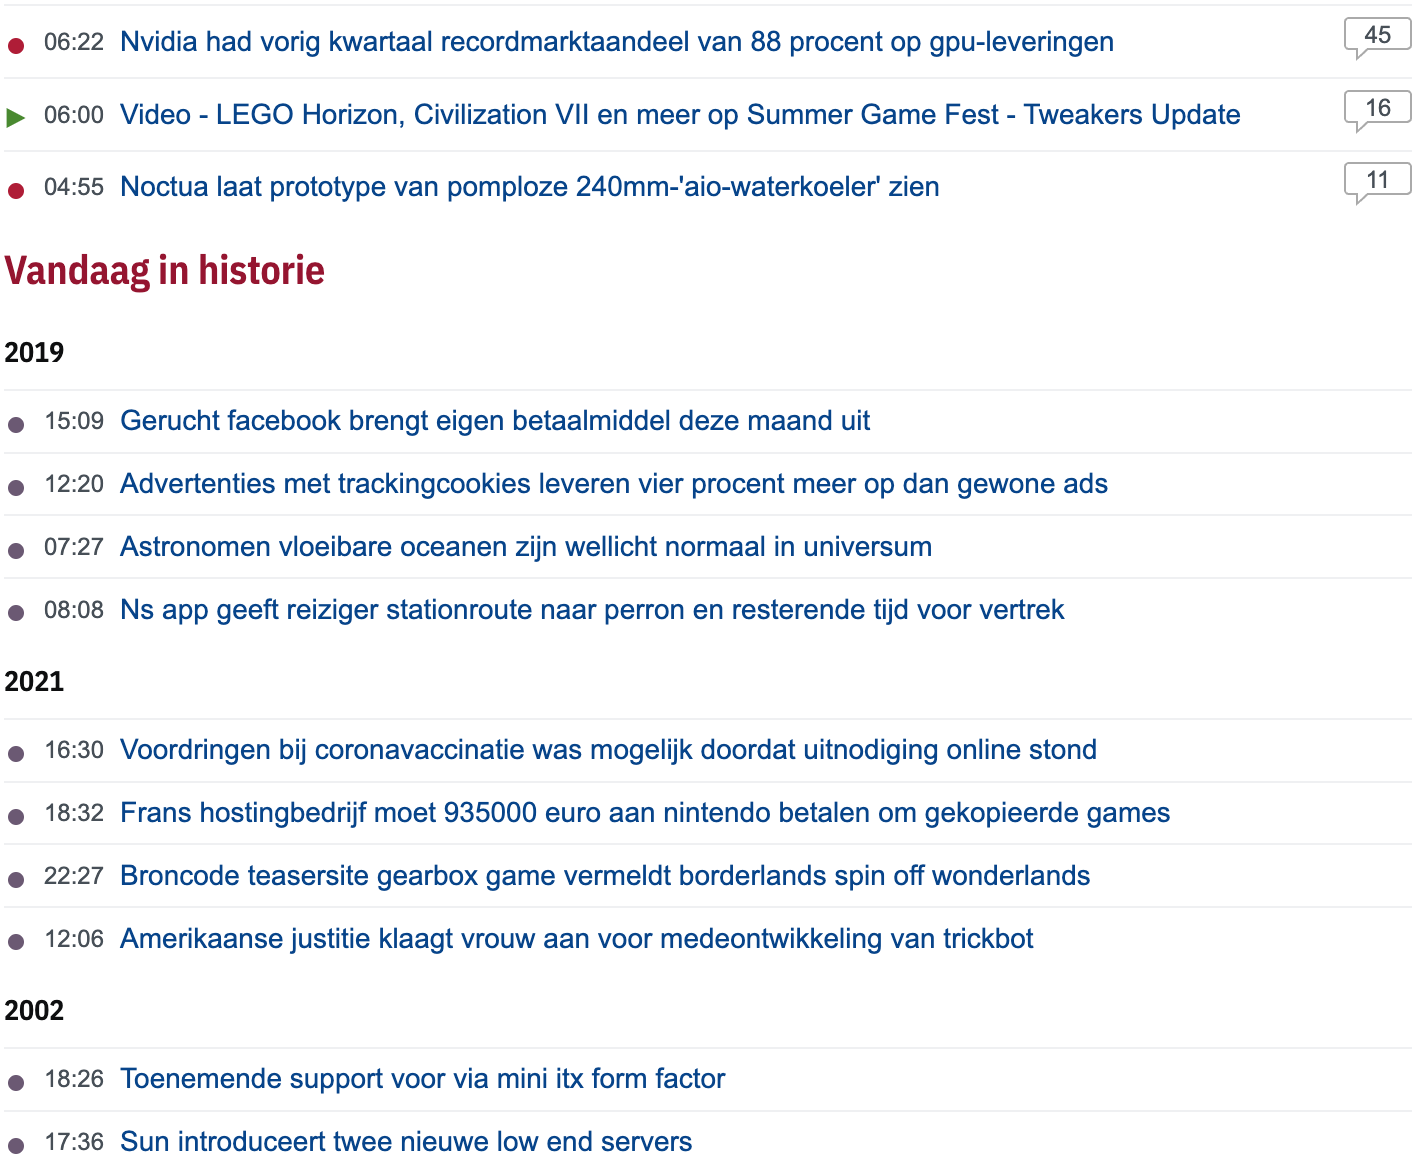 06:22 Nvidia had vorig kwartaal recordmarktaandeel van 88 procent op gpu-leveringen 45
06:00 Video - LEGO Horizon, Civilization VII en meer op Summer Game Fest - Tweakers Update 16
04:55 Noctua laat prototype van pomploze 240mm-'aio-waterkoeler' zien 11
Vandaag in historie
2019
15:09 Gerucht facebook brengt eigen betaalmiddel deze maand uit
12:20 Advertenties met trackingcookies leveren vier procent meer op dan gewone ads
07:27 Astronomen vloeibare oceanen zijn wellicht normaal in universum
08:08 Ns app geeft reiziger stationroute naar perron en resterende tijd voor vertrek
2021
16:30 Voordringen bij coronavaccinatie was mogelijk doordat uitnodiging online stond
18:32 Frans hostingbedrijf moet 935000 euro aan nintendo betalen om gekopieerde games
22:27 Broncode teasersite gearbox game vermeldt borderlands spin off wonderlands
12:06 Amerikaanse justitie klaagt vrouw aan voor medeontwikkeling van trickbot
2002
18:26 Toenemende support voor via mini itx form factor
17:36 Sun introduceert twee nieuwe low end servers